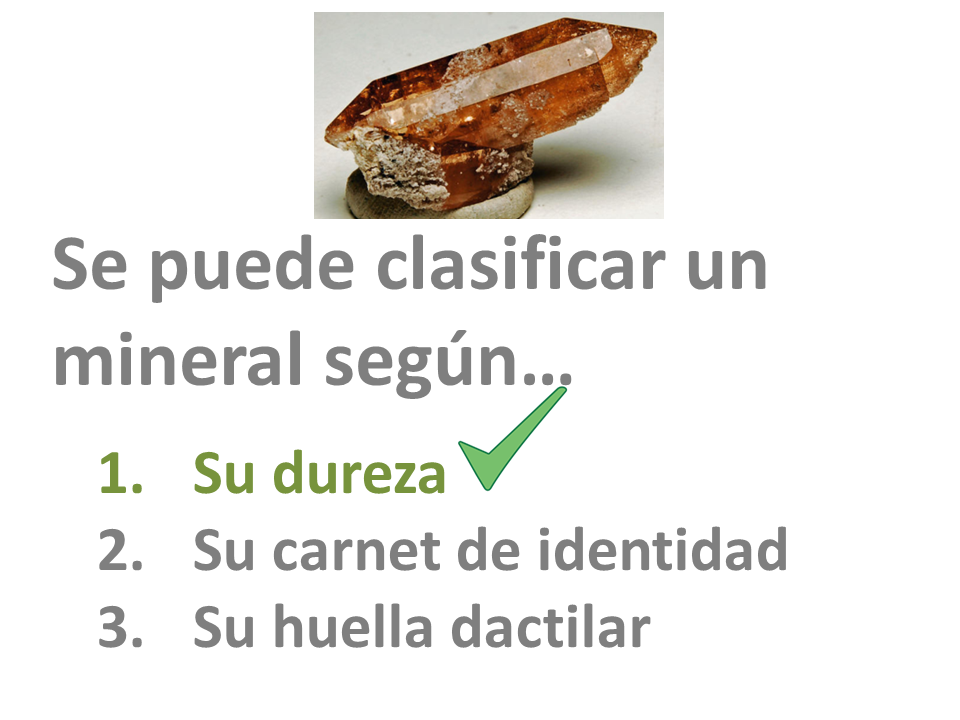 Se puede clasificar un
mineral según...
1. Su dureza
2. Su carnet de identidad
3. Su huella dactilar